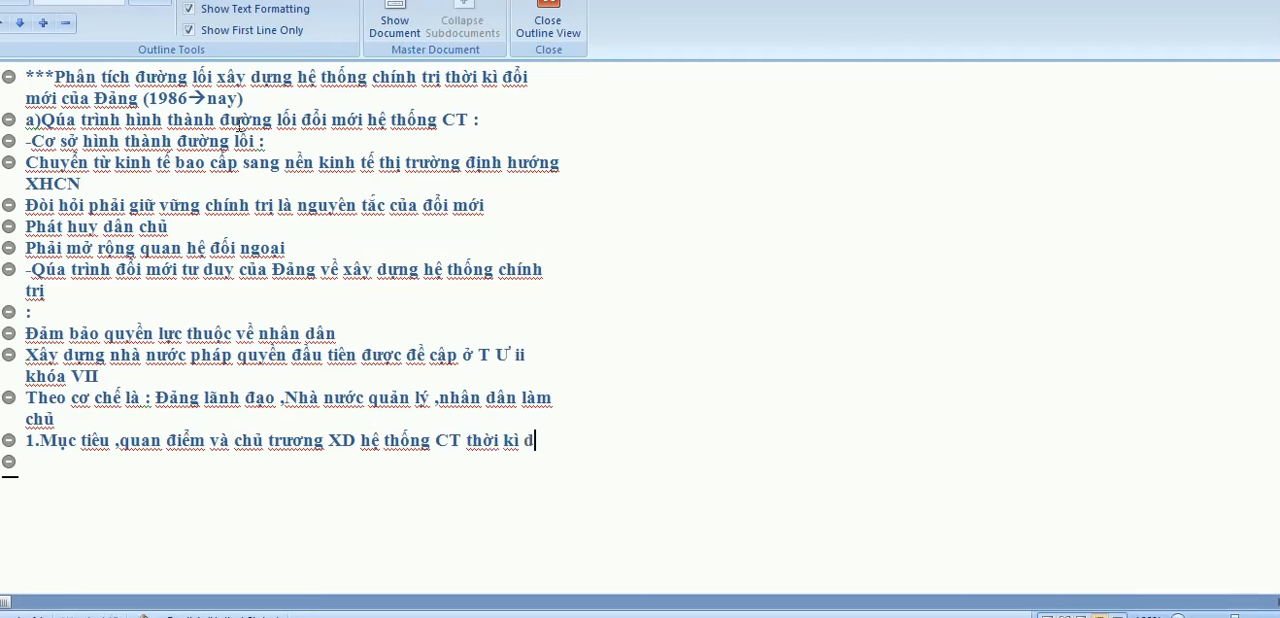 Show Text Formatting
Show First Line Only
Show Document
Collapse Subdocuments
Close Outline View
Outline Tools
Master Document
Close
***Phân tích đường lối xây dựng hệ thống chính trị thời kì đổi
mới của Đảng (1986→nay)
a)Qúa trình hình thành đường lối đổi mới hệ thống CT :
-Cơ sở hình thành đường lối :
Chuyển từ kinh tế bao cấp sang nền kinh tế thị trường định hướng
XHCN
Đòi hỏi phải giữ vững chính trị là nguyên tắc của đổi mới
Phát huy dân chủ
Phải mở rộng quan hệ đối ngoại
-Qúa trình đổi mới tư duy của Đảng về xây dựng hệ thống chính
trị
:
Đảm bảo quyền lực thuộc về nhân dân
Xây dựng nhà nước pháp quyền đầu tiên được đề cập ở T Ư ii
khóa VII
Theo cơ chế là : Đảng lãnh đạo ,Nhà nước quản lý ,nhân dân làm
chủ
1.Mục tiêu ,quan điểm và chủ trương XD hệ thống CT thời kì d